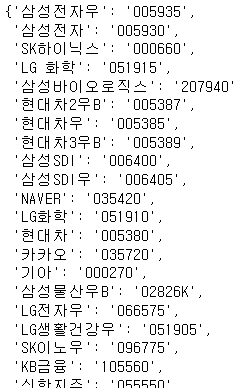 {'삼성전자우': '005935',
'삼성전자': '005930',
'SK하이닉스': '000660',
'LG 화학': '051915',
'삼성바이오로직스': '207940',
'현대차2우B': '005387',
'현대차우': '005385',
'현대차3우B': '005389',
'삼성SDI': '006400',
'삼성SDI우': '006405',
'NAVER': '035420',
'LG화학': '051910',
'현대차': '005380',
'카카오': '035720',
'기아': '000270',
'삼성물산우B': '02826K',
'LG전자우': '066575',
'LG생활건강우': '051905',
'SK이노우': '096775',
'KB금융': '105560',
'신한지주': '055550',